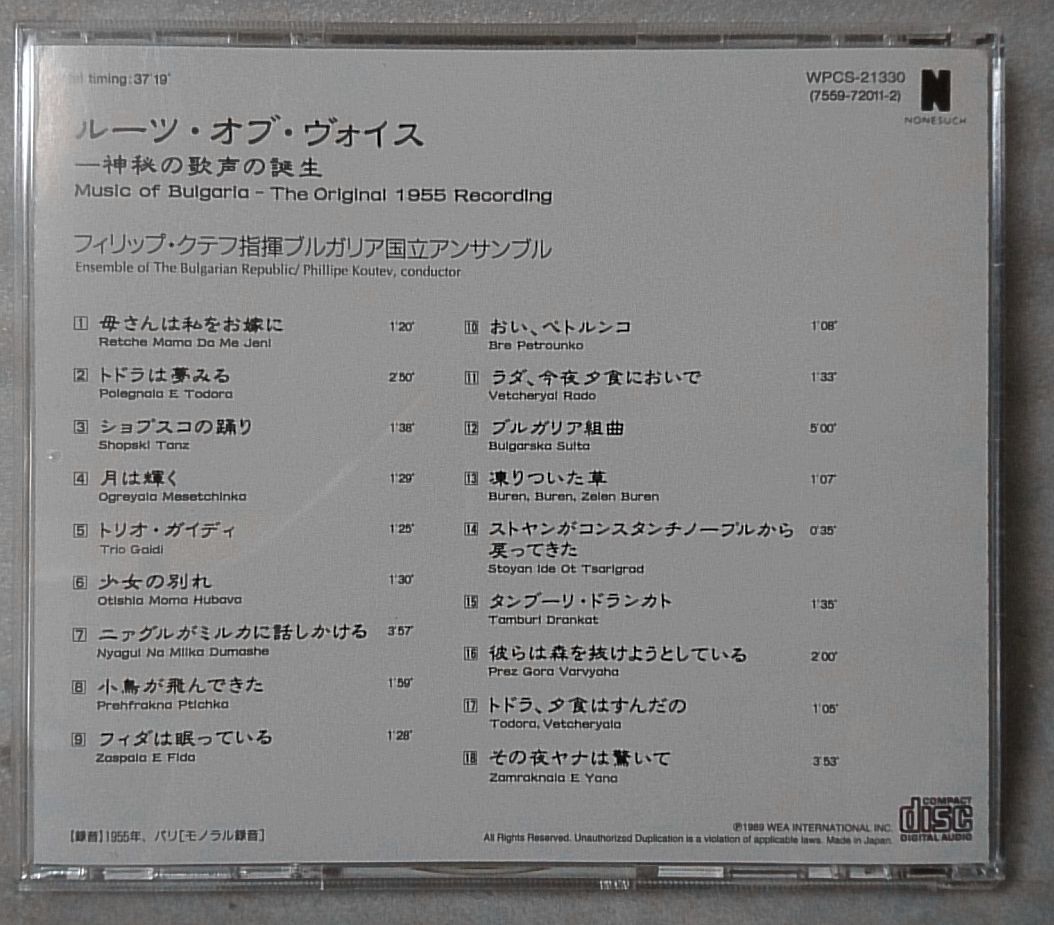 timing: 37'19"
WPCS-21330
(7559-72011-2)
N
NONESUCH
ルーツ・オブ・ヴォイス
—神秘の歌声の誕生
Music of Bulgaria - The Original 1955 Recording
フィリップ・クテフ指揮ブルガリア国立アンサンブル
Ensemble of The Bulgarian Republic/ Phillipe Koutev, conductor
1 母さんは私をお嫁に 1'20"
Retche Mama Da Me Jeni
2 トドラは夢みる 2'50"
Polegnala E Todora
3 ショプスコの踊り 1'38"
Shopski Tanz
4 月は輝く 1'29"
Ogreyala Mesetchinka
5 トリオ・ガイディ 1'25"
Trio Gaidi
6 少女の別れ 1'30"
Otishla Moma Hubava
7 ニァグルがミルカに話しかける 3'57"
Nyagul Na Milka Dumashe
8 小鳥が飛んできた 1'59"
Prehfrakna Ptichka
9 フィダは眠っている 1'28"
Zaspala E Fida
10 おい、ペトルンコ 1'08"
Bre Petrounko
11 ラダ、今夜夕食においで 1'33"
Vetcheryai Rado
12 ブルガリア組曲 5'00"
Bulgarska Suita
13 凍りついた草 1'07"
Buren, Buren, Zelen Buren
14 ストヤンがコンスタンチノープルから 0'35"
戻ってきた
Stoyan Ide Ot Tsarigrad
15 タンブーリ・ドランカト 1'35"
Tamburi Drankat
16 彼らは森を抜けようとしている 2'00"
Prez Gora Varvyaha
17 トドラ、夕食はすんだの 1'05"
Todora, Vetcheryala
18 その夜ヤナは驚いて 3'53"
Zamraknala E Yana
【録音】1955年、パリ[モノラル録音]
℗1989 WEA INTERNATIONAL INC.
All Rights Reserved. Unauthorized Duplication is a violation of applicable laws. Made in Japan.
COMPACT
disc
DIGITAL AUDIO